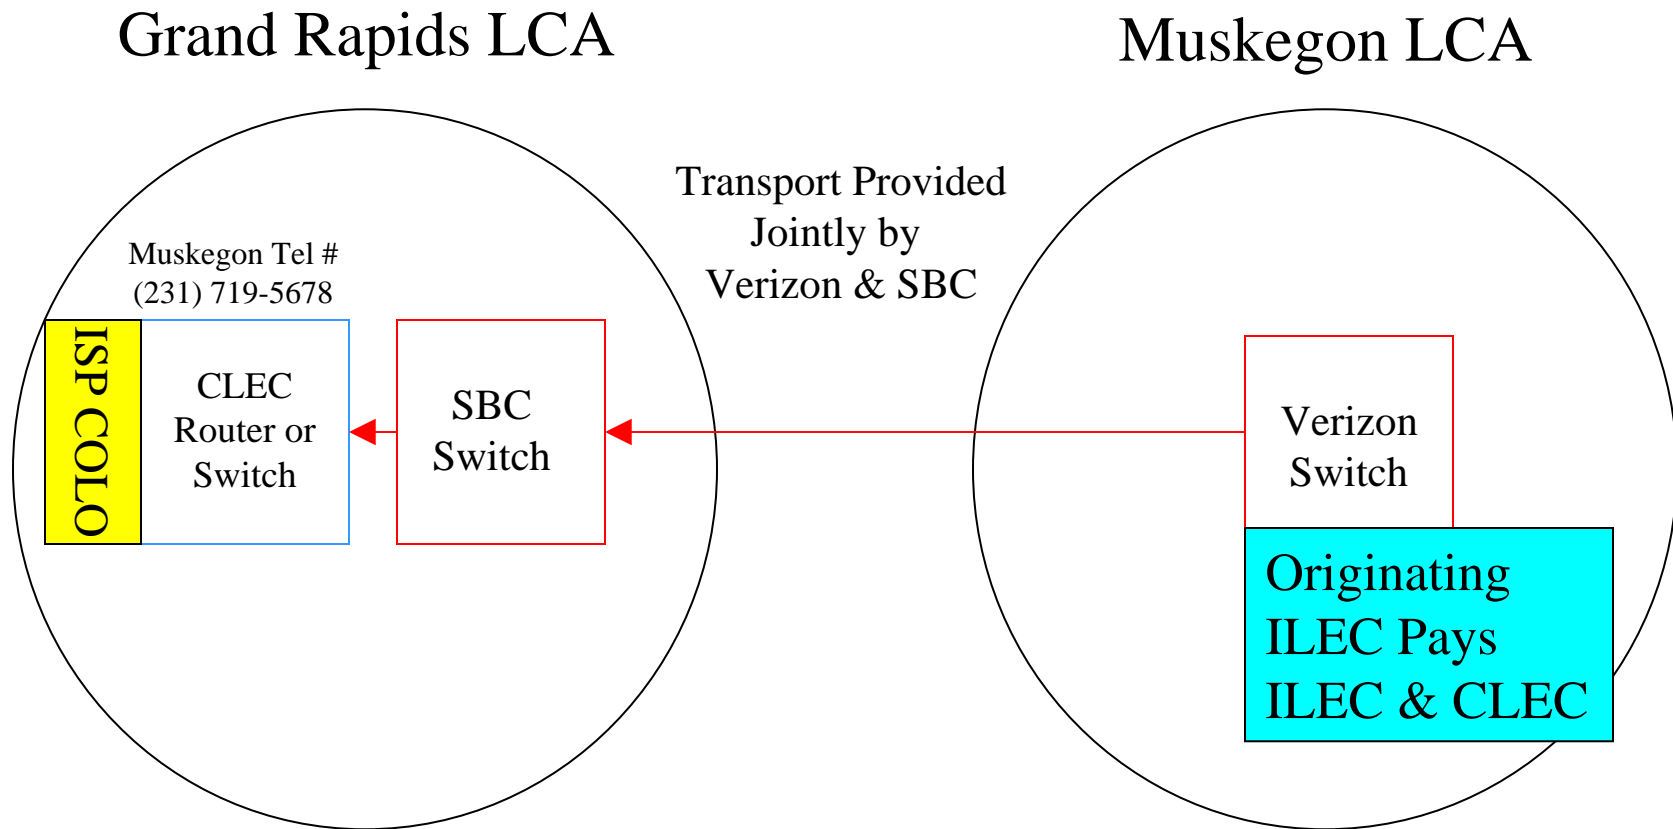 Grand Rapids LCA
Muskegon LCA
Transport Provided
Jointly by
Verizon & SBC
Muskegon Tel #
(231) 719-5678
ISP COLO
CLEC
Router or
Switch
SBC
Switch
Verizon
Switch
Originating
ILEC Pays
ILEC & CLEC